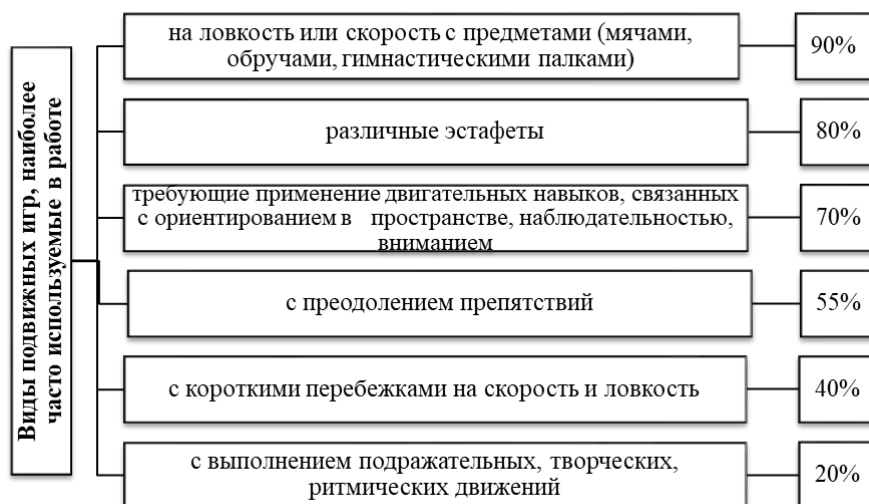 Виды подвижных игр, наиболее
часто используемые в работе
на ловкость или скорость с предметами (мячами,
обручами, гимнастическими палками)
90%
различные эстафеты
80%
требующие применение двигательных навыков, связанных
с ориентированием в пространстве, наблюдательностью,
вниманием
70%
с преодолением препятствий
55%
с короткими перебежками на скорость и ловкость
40%
с выполнением подражательных, творческих,
ритмических движений
20%